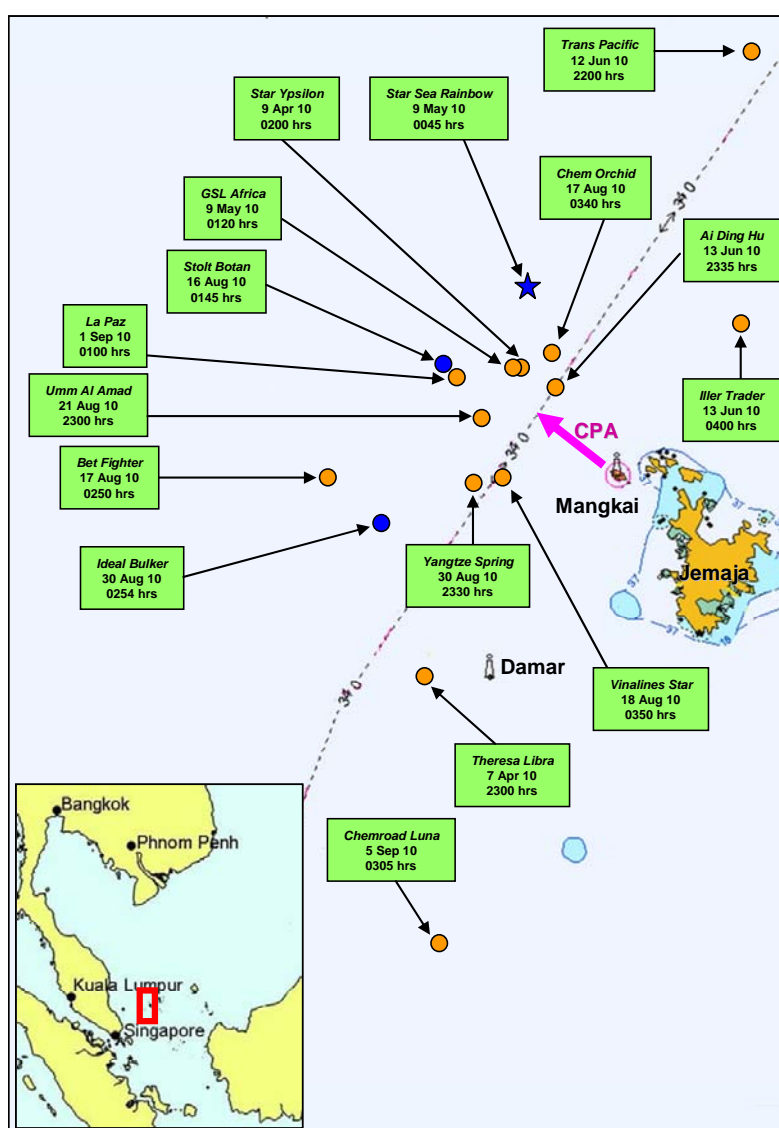 Trans Pacific
12 Jun 10
2200 hrs
Star Ypsilon
9 Apr 10
0200 hrs
Star Sea Rainbow
9 May 10
0045 hrs
Chem Orchid
17 Aug 10
0340 hrs
GSL Africa
9 May 10
0120 hrs
Ai Ding Hu
13 Jun 10
2335 hrs
Stolt Botan
16 Aug 10
0145 hrs
La Paz
1 Sep 10
0100 hrs
Umm Al Amad
21 Aug 10
2300 hrs
Iller Trader
13 Jun 10
0400 hrs
Bet Fighter
17 Aug 10
0250 hrs
Ideal Bulker
30 Aug 10
0254 hrs
Yangtze Spring
30 Aug 10
2330 hrs
Vinalines Star
18 Aug 10
0350 hrs
Theresa Libra
7 Apr 10
2300 hrs
Chemroad Luna
5 Sep 10
0305 hrs
340
340
340
CPA
Mangkai
Jemaja
Damar
37
37
37
Bangkok
Phnom Penh
Kuala Lumpur
Singapore